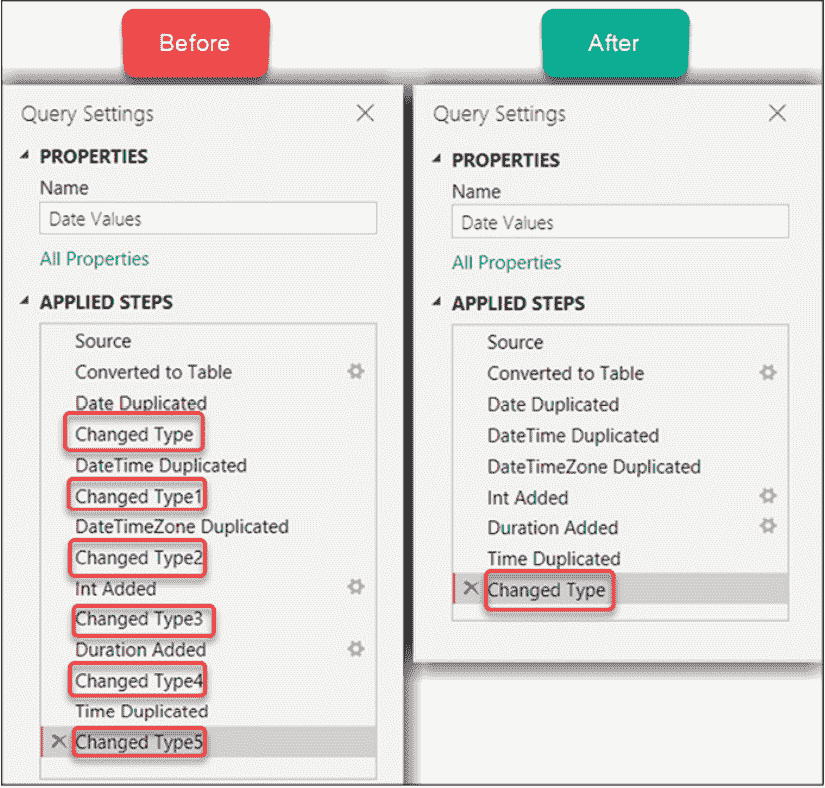 Before
Query Settings
PROPERTIES
Name
Date Values
All Properties
APPLIED STEPS
Source
Converted to Table
Date Duplicated
Changed Type
DateTime Duplicated
Changed Type1
DateTimeZone Duplicated
Changed Type2
Int Added
Changed Type3
Duration Added
Changed Type4
Time Duplicated
Changed Type5
After
Query Settings
PROPERTIES
Name
Date Values
All Properties
APPLIED STEPS
Source
Converted to Table
Date Duplicated
DateTime Duplicated
DateTimeZone Duplicated
Int Added
Duration Added
Time Duplicated
Changed Type